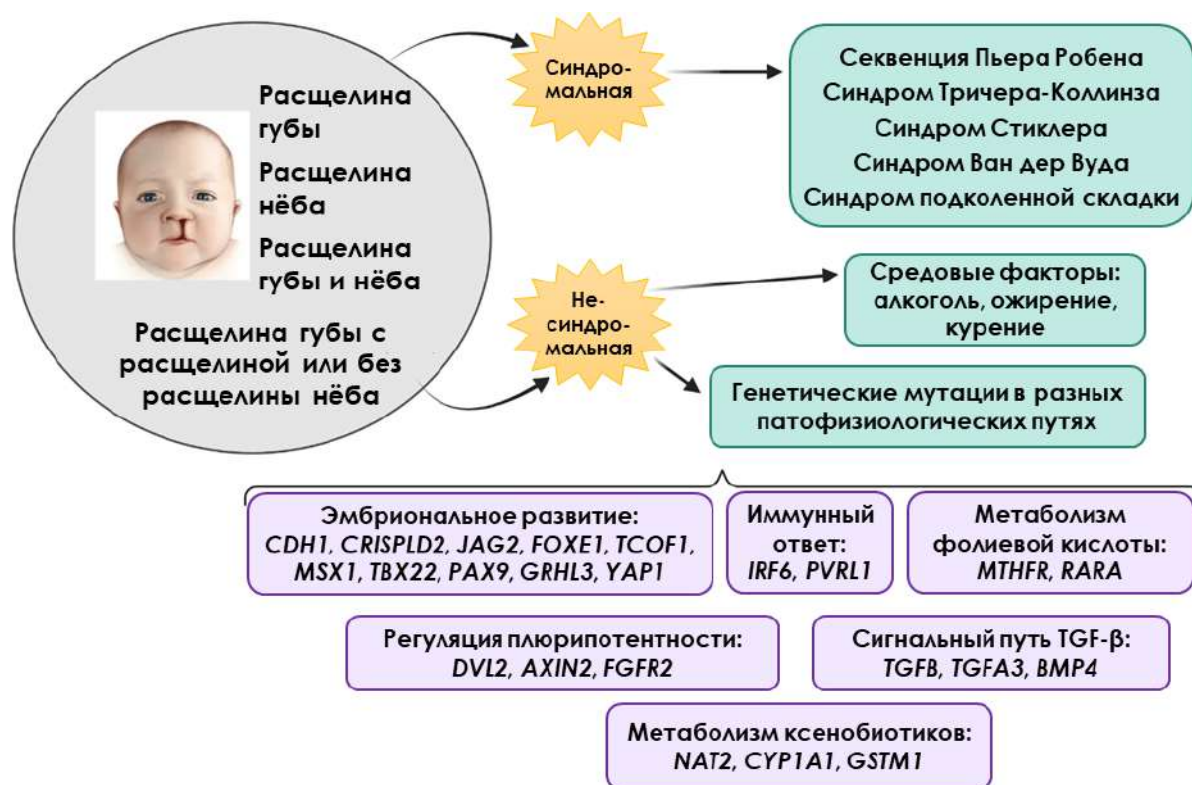 Расщелина
губы
Расщелина
нёба
Расщелина
губы и нёба
Расщелина губы с
расщелиной или без
расщелины нёба
Синдро-
мальная
Не-
синдро-
мальная
Секвенция Пьера Робена
Синдром Тричера-Коллинза
Синдром Стиклера
Синдром Ван дер Вуда
Синдром подколенной складки
Средовые факторы:
алкоголь, ожирение,
курение
Генетические мутации в разных
патофизиологических путях
Эмбриональное развитие:
CDH1, CRISPLD2, JAG2, FOXE1, TCOF1,
MSX1, TBX22, PAX9, GRHL3, YAP1
Иммунный
ответ:
IRF6, PVRL1
Метаболизм
фолиевой кислоты:
MTHFR, RARA
Регуляция плюрипотентности:
DVL2, AXIN2, FGFR2
Сигнальный путь TGF-β:
TGFB, TGFA3, BMP4
Метаболизм ксенобиотиков:
NAT2, CYP1A1, GSTM1